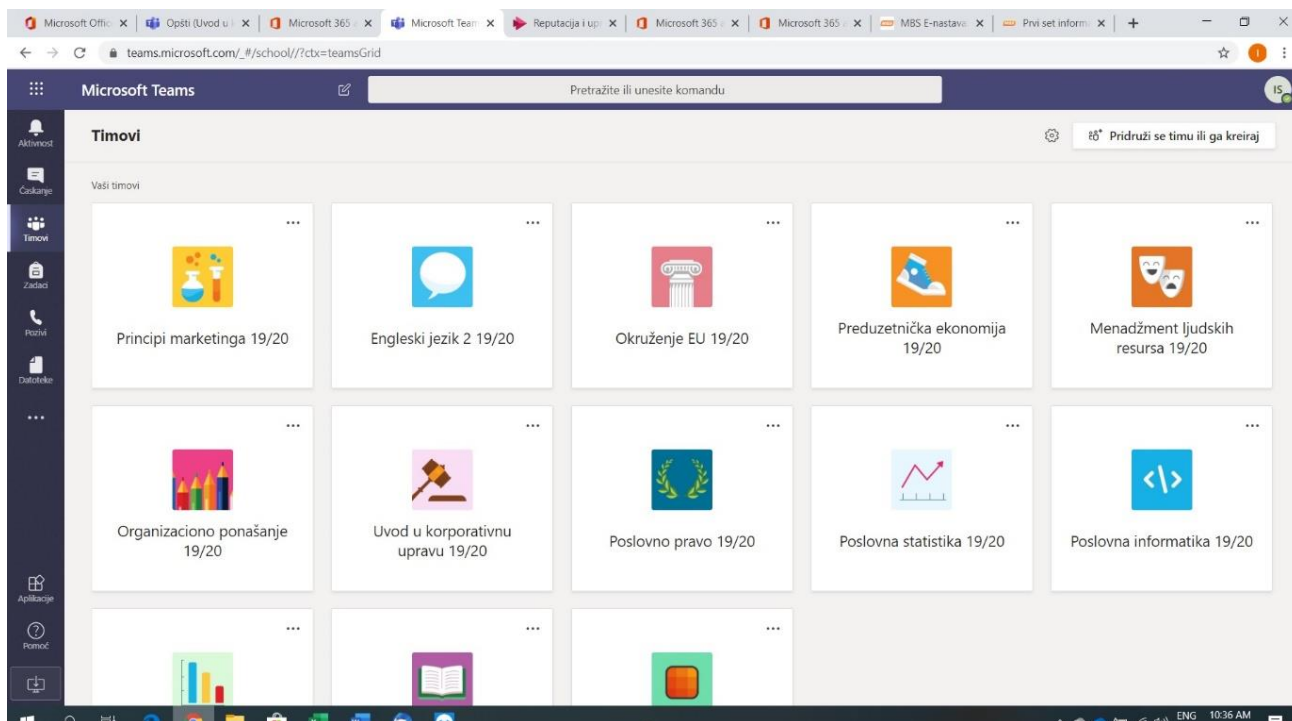 Microsoft Offic
Opšti (Uvod u k
Microsoft 365
Microsoft Team
Reputacija i up
Microsoft 365
Microsoft 365
MBS E-nastava
Prvi set inform
teams.microsoft.com/_#/school//?ctx=teamsGrid
Microsoft Teams
Pretražite ili unesite komandu
IS
Aktivnost
Timovi
Pridruži se timu ili ga kreiraj
Ćaskanje
Vaši timovi
Timovi
Zadaci
Pozivi
Datoteke
Principi marketinga 19/20
Engleski jezik 2 19/20
Okruženje EU 19/20
Preduzetnička ekonomija
19/20
Menadžment ljudskih
resursa 19/20
Organizaciono ponašanje
19/20
Uvod u korporativnu
upravu 19/20
Poslovno pravo 19/20
Poslovna statistika 19/20
Poslovna informatika 19/20
Aplikacije
Pomoć
ENG 10:36 AM